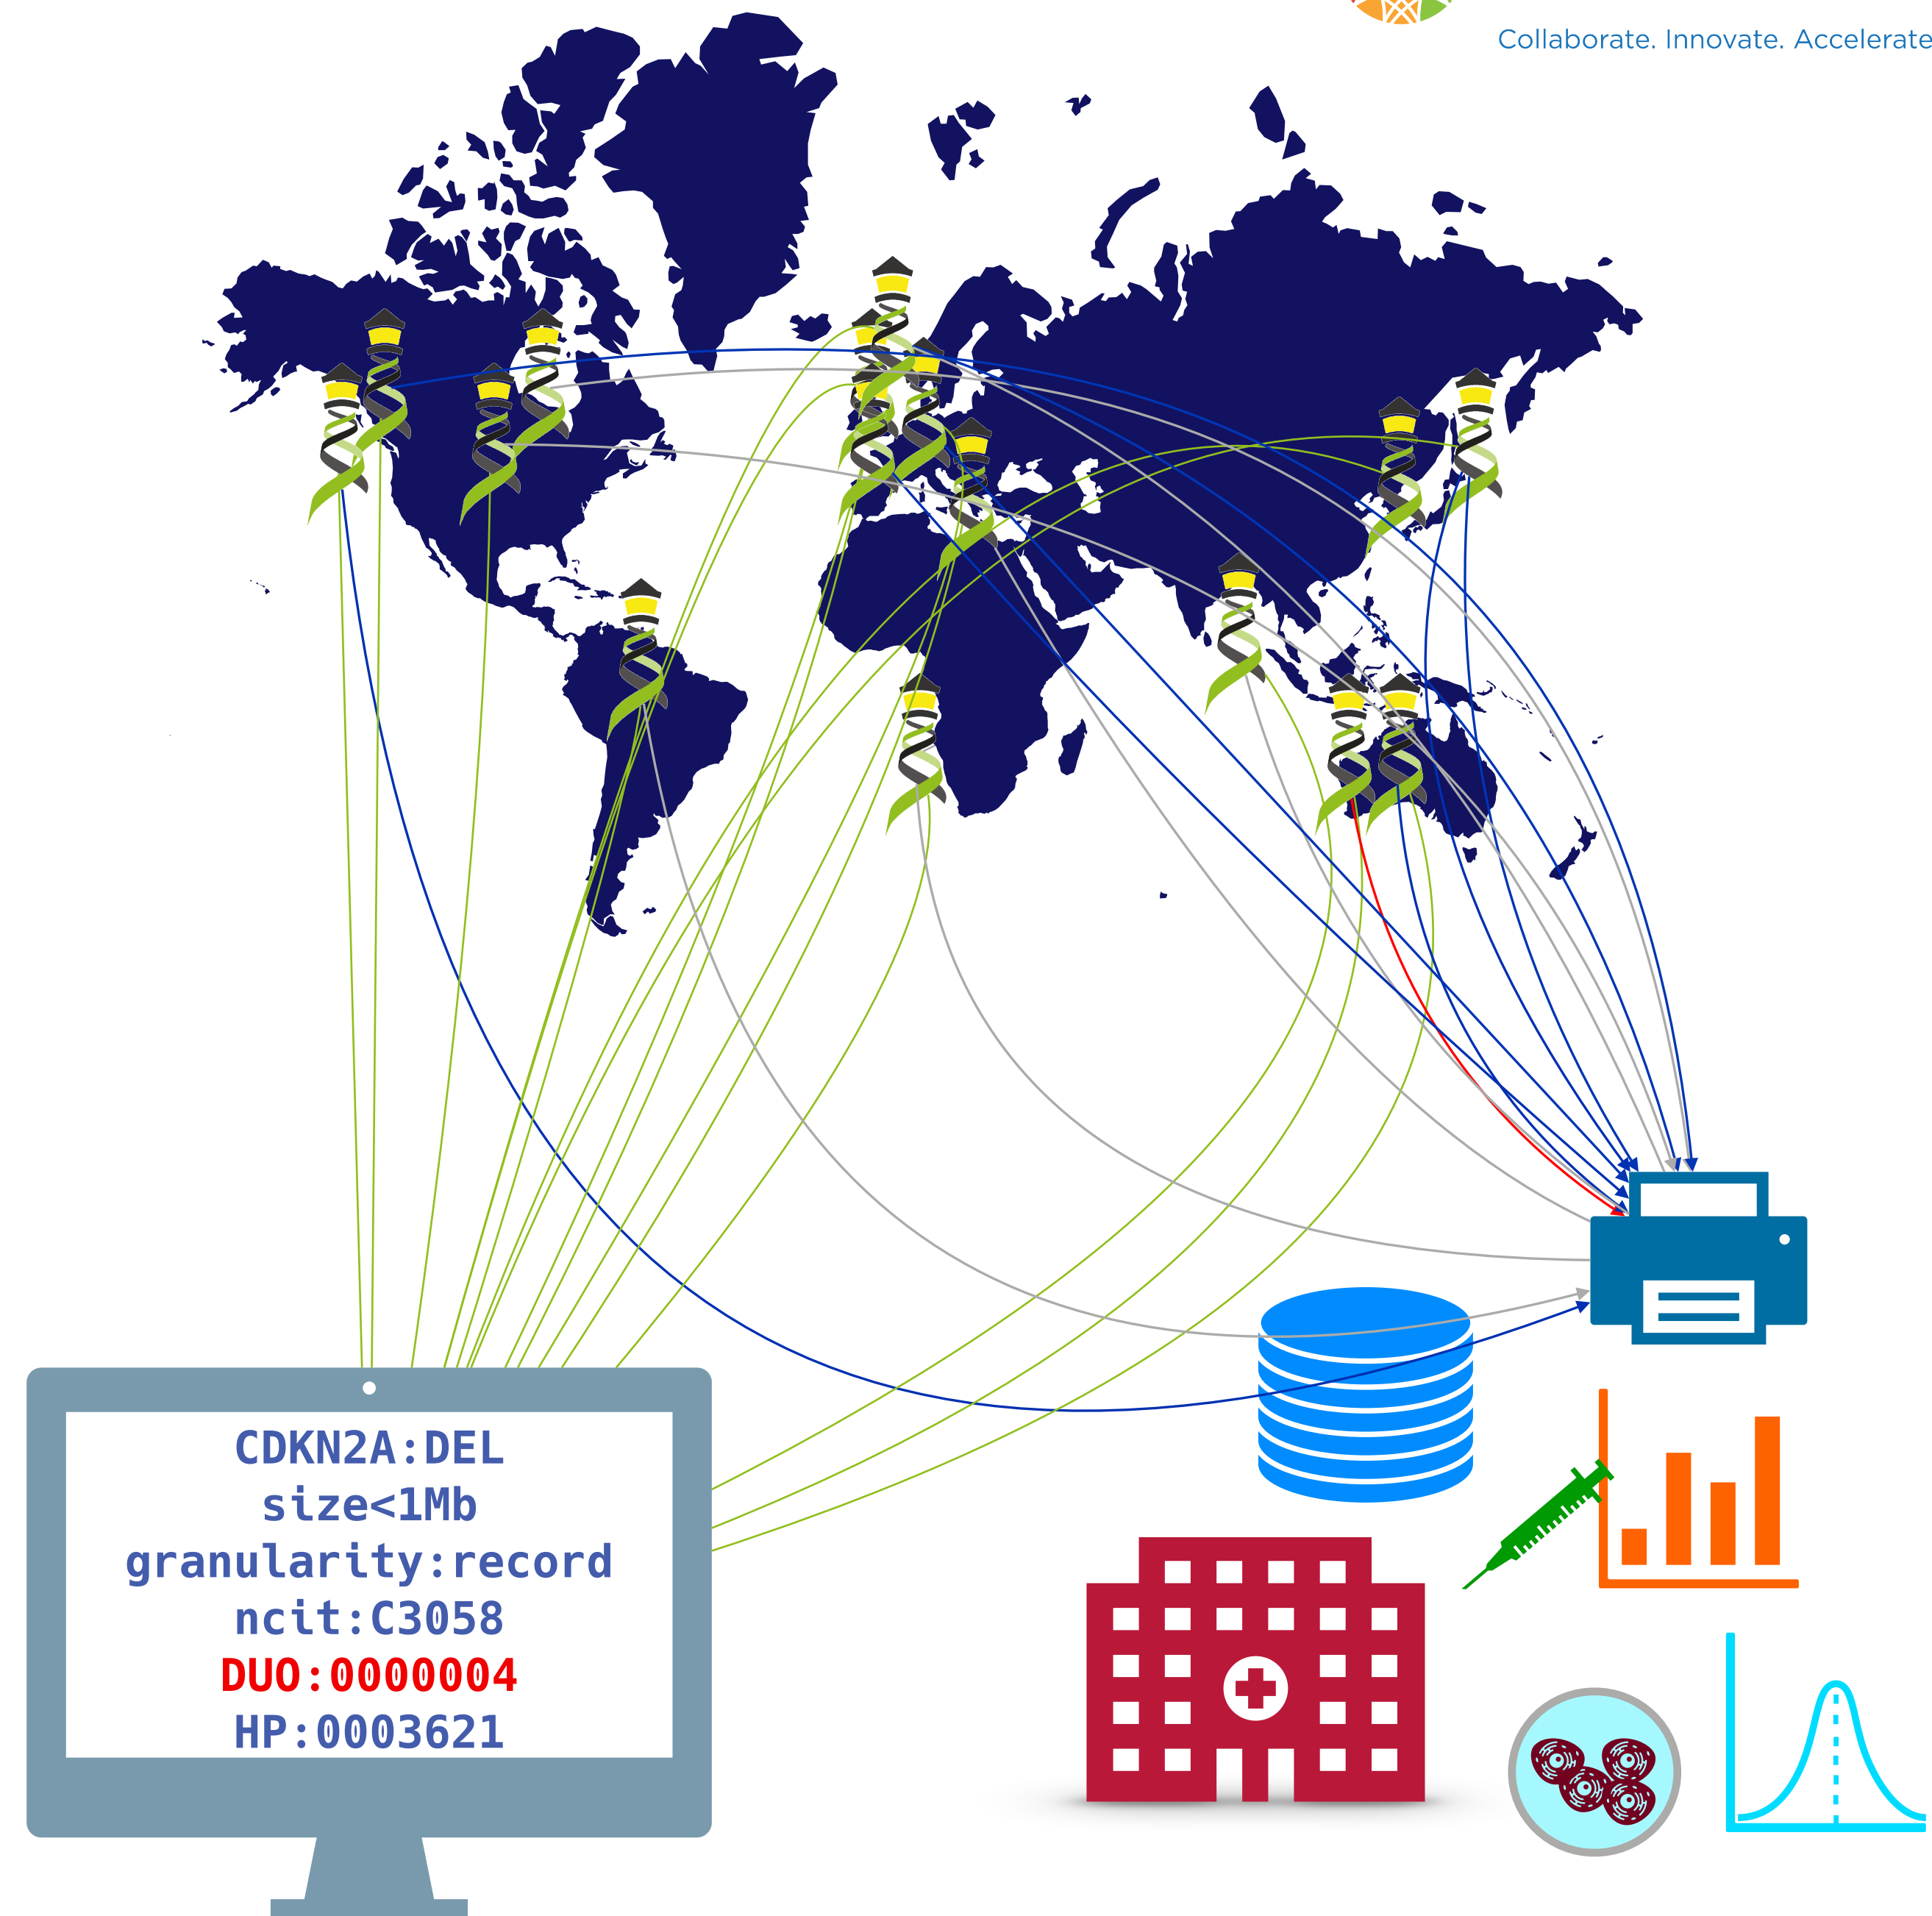 Collaborate. Innovate. Accelerate
CDKN2A:DEL
size<1Mb
granularity:record
ncit:C3058
DUO:0000004
HP:0003621